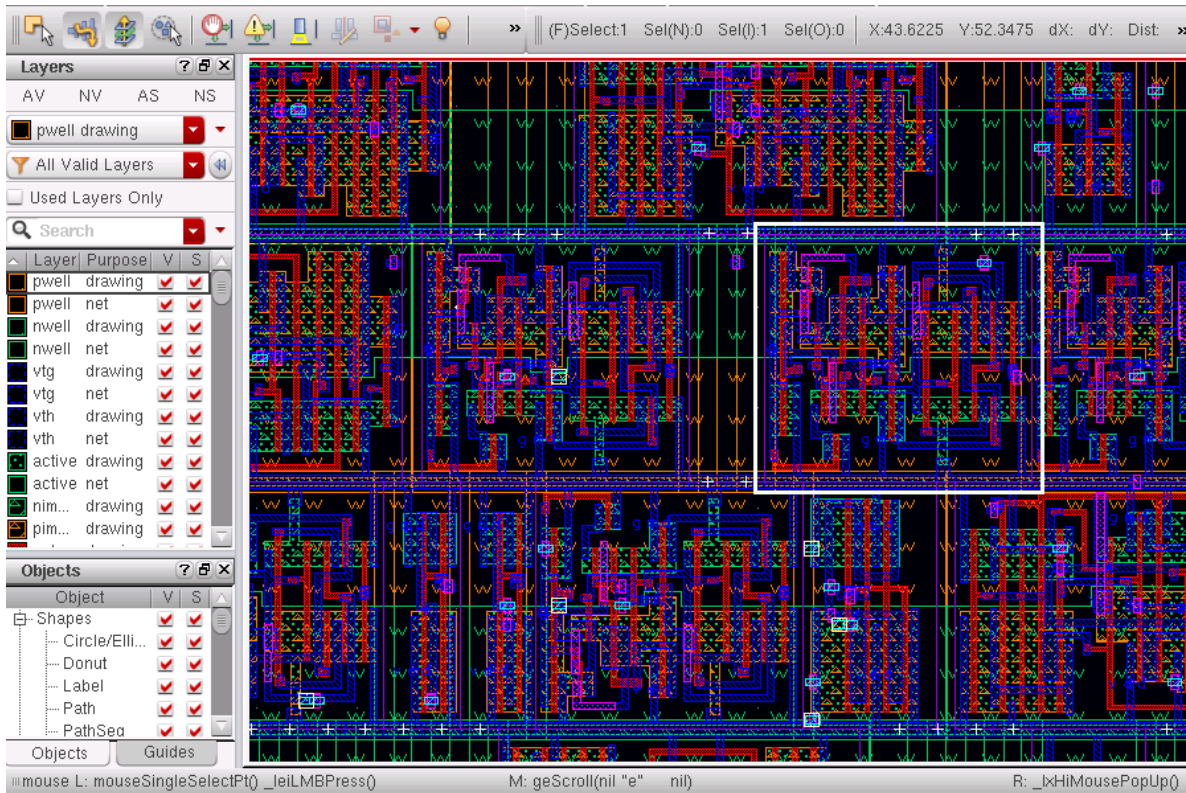 » (F)Select:1 Sel(N):0 Sel(I):1 Sel(O):0 X:43.6225 Y:52.3475 dX: dY: Dist: »
Layers
AV NV AS NS
pwell drawing
All Valid Layers
Used Layers Only
Search
Layer Purpose V S
pwell drawing
pwell net
nwell drawing
nwell net
vtg drawing
vtg net
vth drawing
vth net
active drawing
active net
nim... drawing
pim... drawing
Objects
Object V S
Shapes
Circle/Elli...
Donut
Label
Path
PathSeg
Objects Guides
mouse L: mouseSingleSelectPt() _leiLMBPress() M: geScroll(nil "e" nil) R: _lxHiMousePopUp()